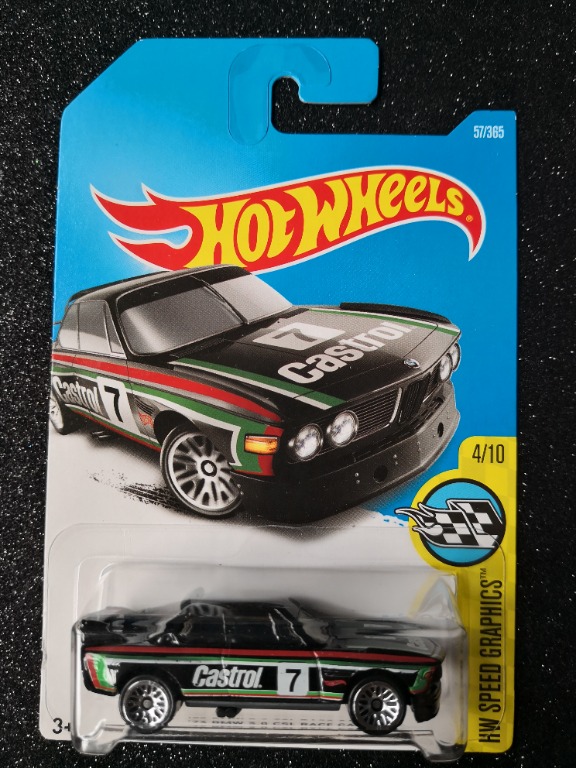 57/365
HOT WHEELS®
7
Castrol
Castrol 7
4/10
HW SPEED GRAPHICS™
Castrol 7
3+